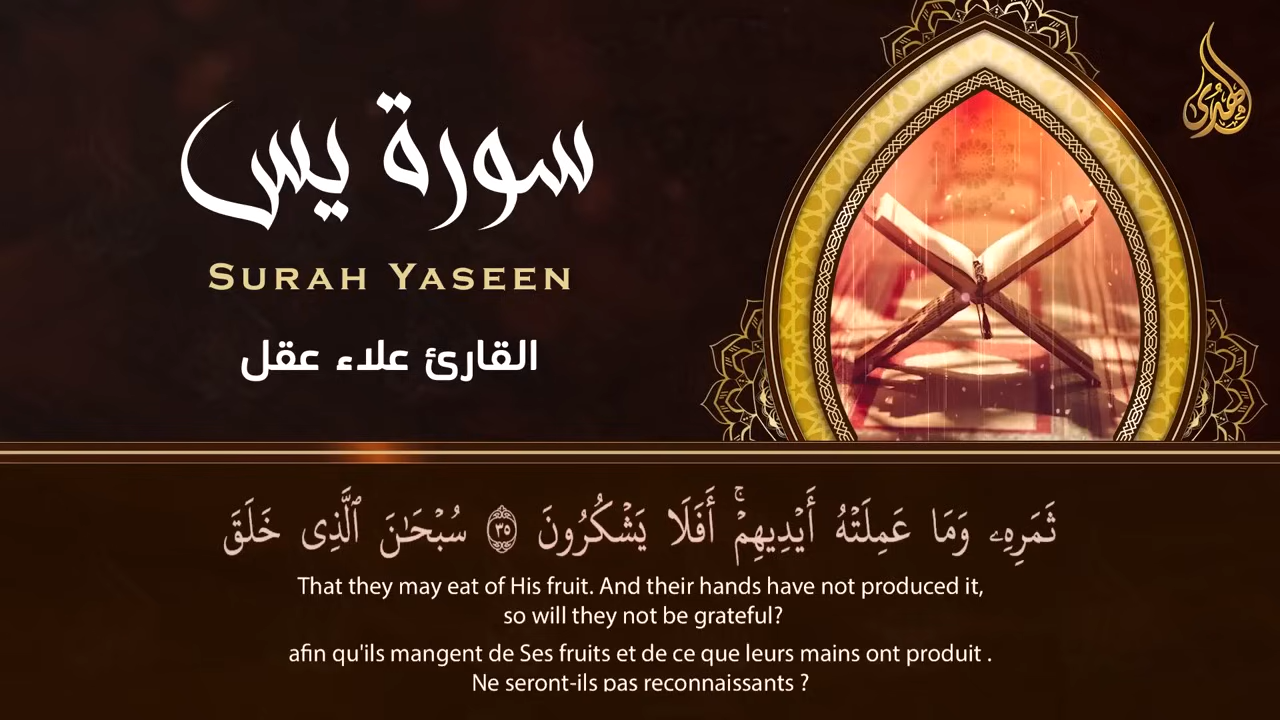 سورة يس
SURAH YASEEN
القارئ علاء عقل
الهدى
ثَمَرِهِۦ وَمَا عَمِلَتْهُ أَيْدِيهِمْ ۚ أَفَلَا يَشْكُرُونَ ٣٥ سُبْحَٰنَ ٱلَّذِى خَلَقَ
That they may eat of His fruit. And their hands have not produced it,
so will they not be grateful?
afin qu'ils mangent de Ses fruits et de ce que leurs mains ont produit .
Ne seront-ils pas reconnaissants ?